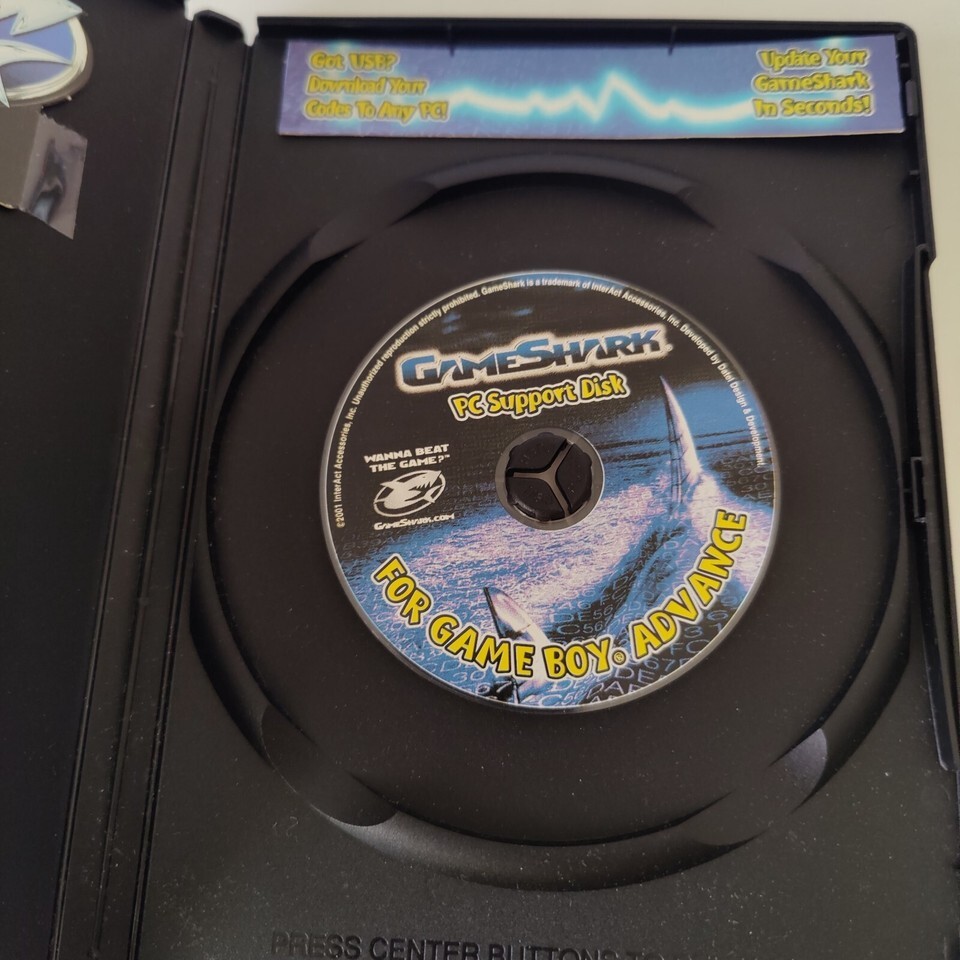 Got USB?
Download Your
Codes To Any PC!
Update Your
GameShark
In Seconds!
©2001 InterAct Accessories, Inc. Unauthorized reproduction strictly prohibited. GameShark is a trademark of InterAct Accessories, Inc. Developed by Datel Design & Development.
GAMESHARK
PC Support Disk
WANNA BEAT
THE GAME?™
GAMESHARK.COM
FOR GAME BOY® ADVANCE
PRESS CENTER BUTTONS TO